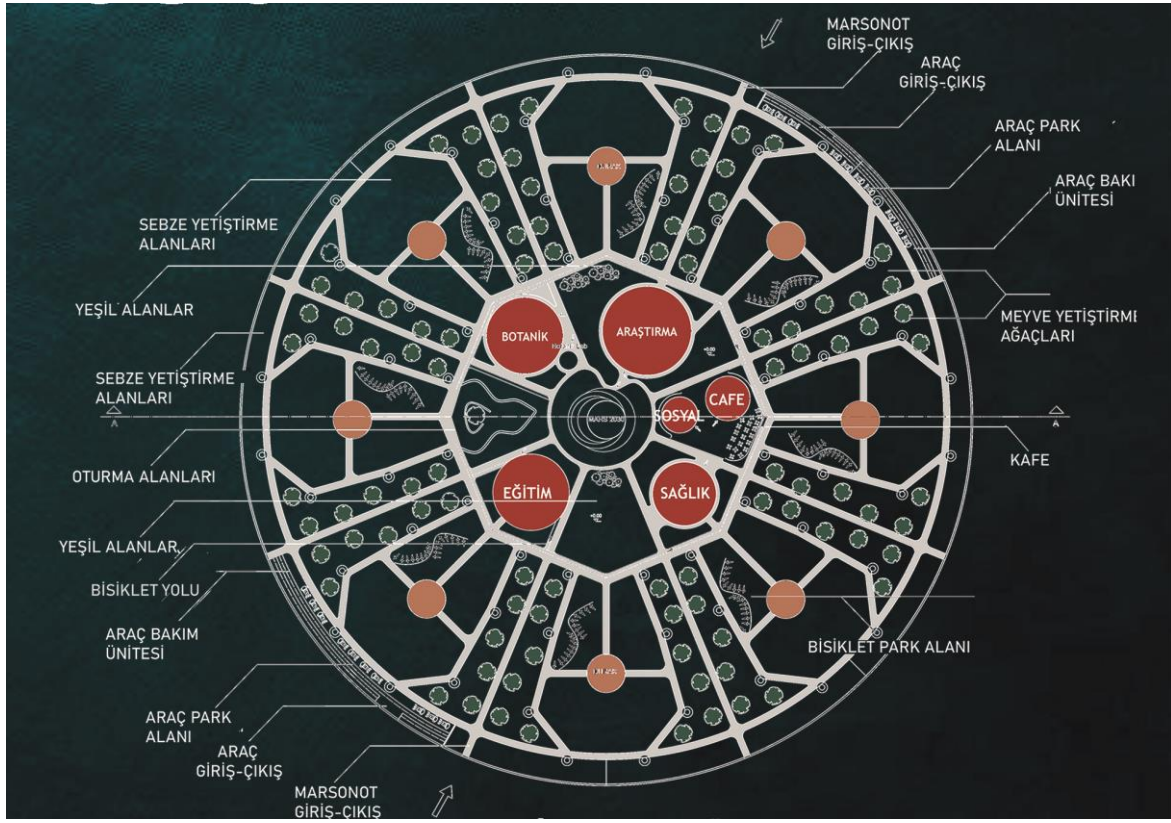 MARSONOT
GİRİŞ-ÇIKIŞ
ARAÇ
GİRİŞ-ÇIKIŞ
ARAÇ PARK
ALANI
ARAÇ BAKI
ÜNİTESİ
MEYVE YETİŞTİRME
AĞAÇLARI
KAFE
BİSİKLET PARK ALANI
SEBZE YETİŞTİRME
ALANLARI
YEŞİL ALANLAR
SEBZE YETİŞTİRME
ALANLARI
OTURMA ALANLARI
YEŞİL ALANLAR
BİSİKLET YOLU
ARAÇ BAKIM
ÜNİTESİ
ARAÇ PARK
ALANI
ARAÇ
GİRİŞ-ÇIKIŞ
MARSONOT
GİRİŞ-ÇIKIŞ
BOTANİK
ARAŞTIRMA
CAFE
SOSYAL
MARS 2030
EĞİTİM
SAĞLIK
A
A